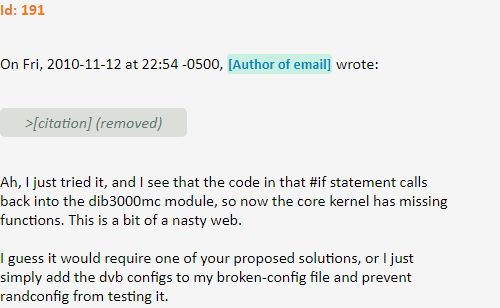 Id: 191
On Fri, 2010-11-12 at 22:54 -0500, [Author of email] wrote:
>[citation] (removed)
Ah, I just tried it, and I see that the code in that #if statement calls
back into the dib3000mc module, so now the core kernel has missing
functions. This is a bit of a nasty web.
I guess it would require one of your proposed solutions, or I just
simply add the dvb configs to my broken-config file and prevent
randconfig from testing it.